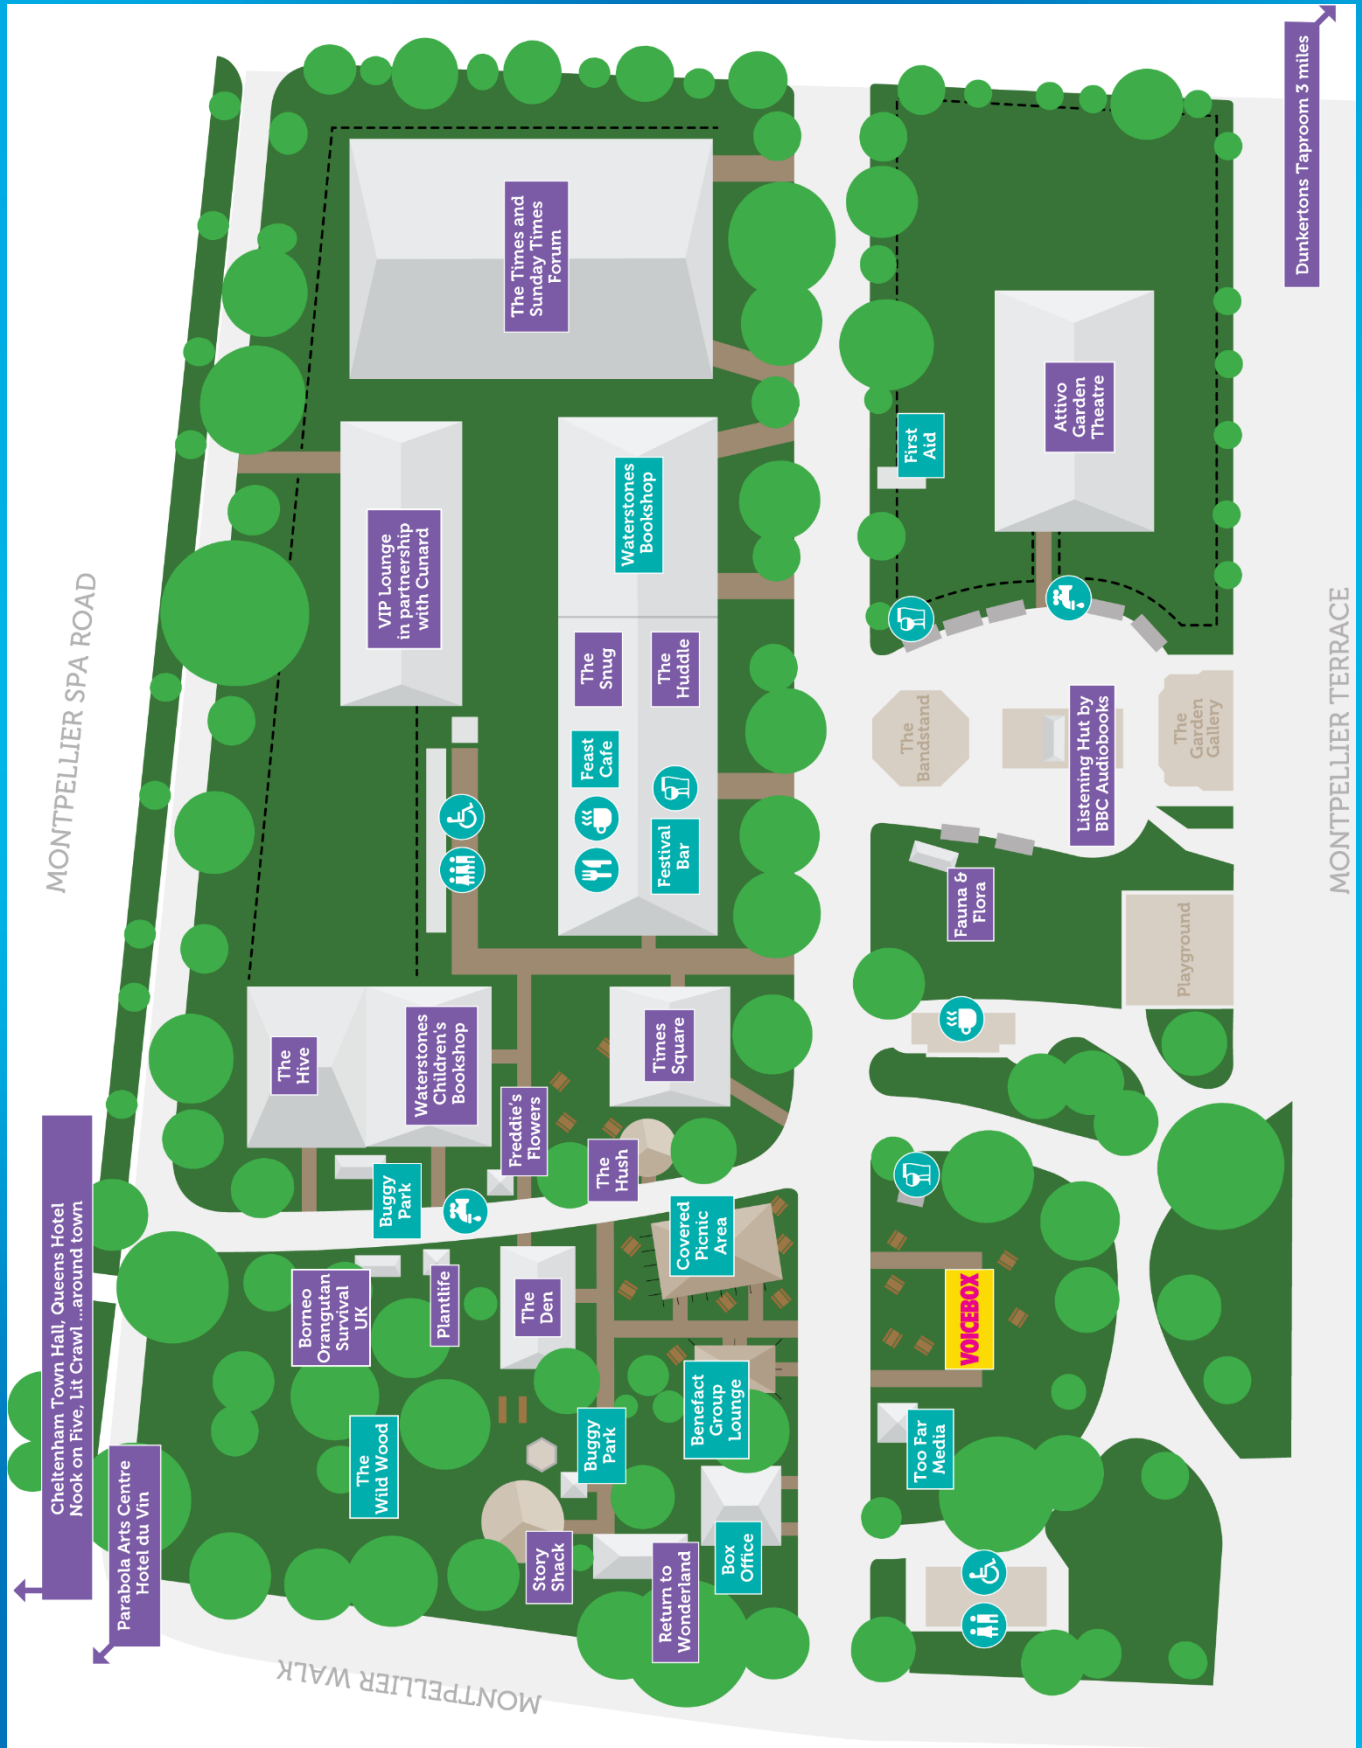 Dunkertons Taproom 3 miles
The Times and
Sunday Times
Forum
Attivo
Garden
Theatre
First
Aid
Waterstones
Bookshop
VIP Lounge
in partnership
with Cunard
The
Snug
The
Huddle
Feast
Cafe
Festival
Bar
MONTPELLIER SPA ROAD
MONTPELLIER TERRACE
The
Bandstand
Listening Hut by
BBC Audiobooks
The
Garden
Gallery
Fauna &
Flora
Playground
The
Hive
Waterstones
Children's
Bookshop
Times
Square
Freddie's
Flowers
The
Hush
Buggy
Park
Covered
Picnic
Area
Borneo
Orangutan
Survival
UK
Plantlife
The
Den
VOICEBOX
Cheltenham Town Hall, Queens Hotel
Nook on Five, Lit Crawl ...around town
Parabola Arts Centre
Hotel du Vin
The
Wild Wood
Buggy
Park
Benefact
Group
Lounge
Too Far
Media
Story
Shack
Return to
Wonderland
Box
Office
MONTPELLIER WALK